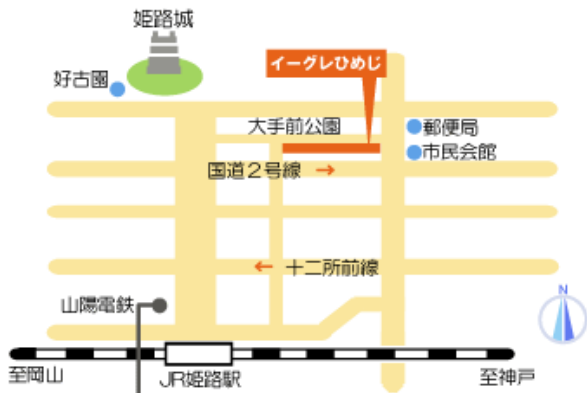 姫路城
イーグレひめじ
好古園
大手前公園
郵便局
市民会館
国道2号線 →
← 十二所前線
山陽電鉄
N
至岡山
JR姫路駅
至神戸